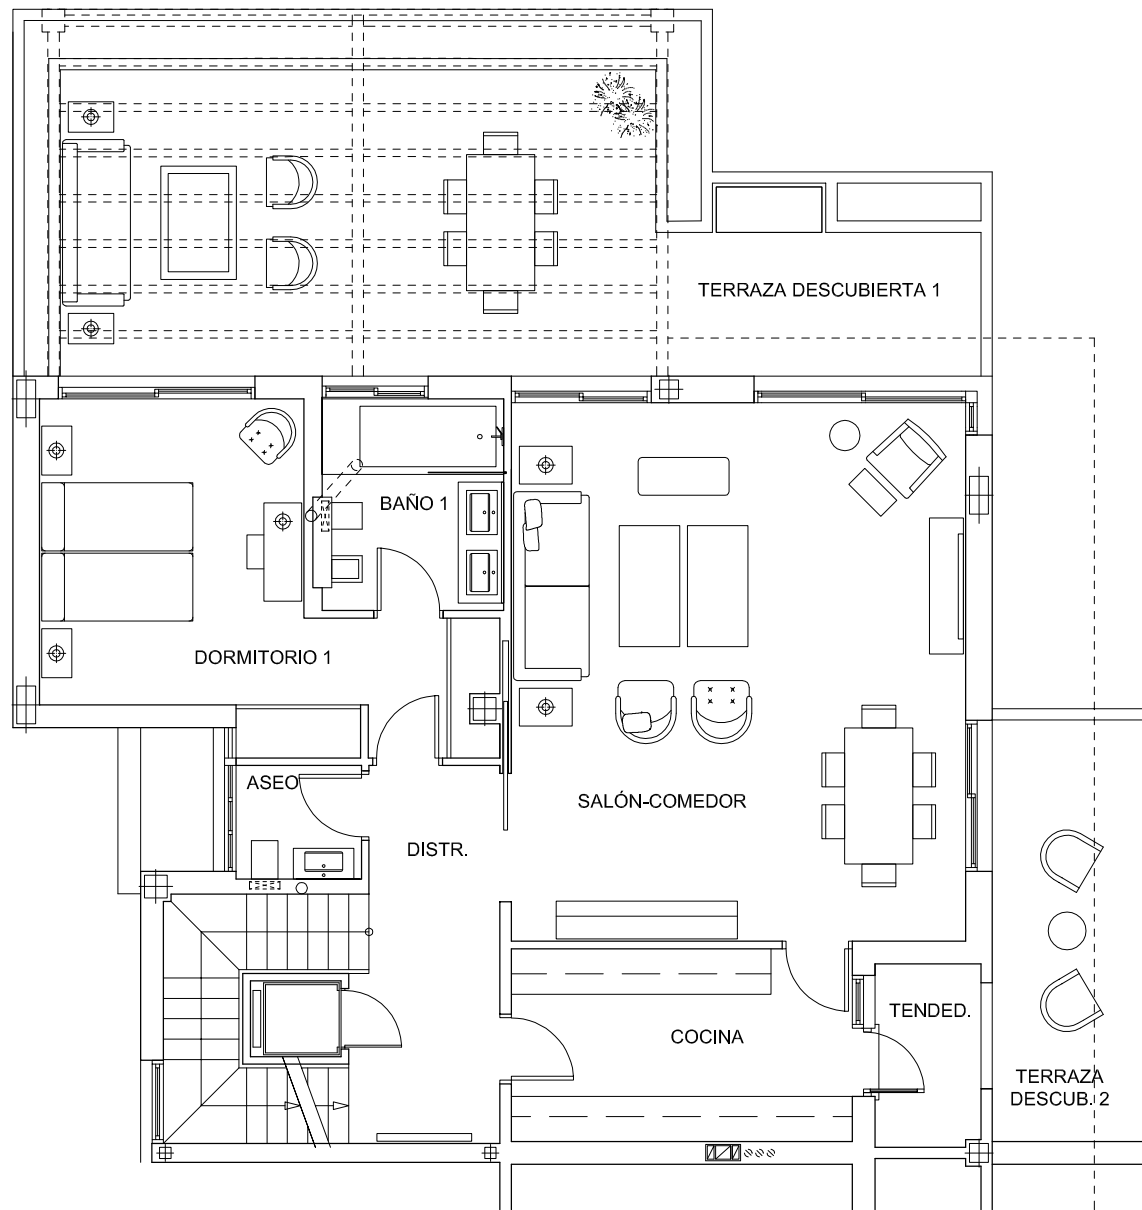 TERRAZA DESCUBIERTA 1
BAÑO 1
DORMITORIO 1
ASEO
SALÓN-COMEDOR
DISTR.
TENDED.
COCINA
TERRAZA
DESCUB. 2